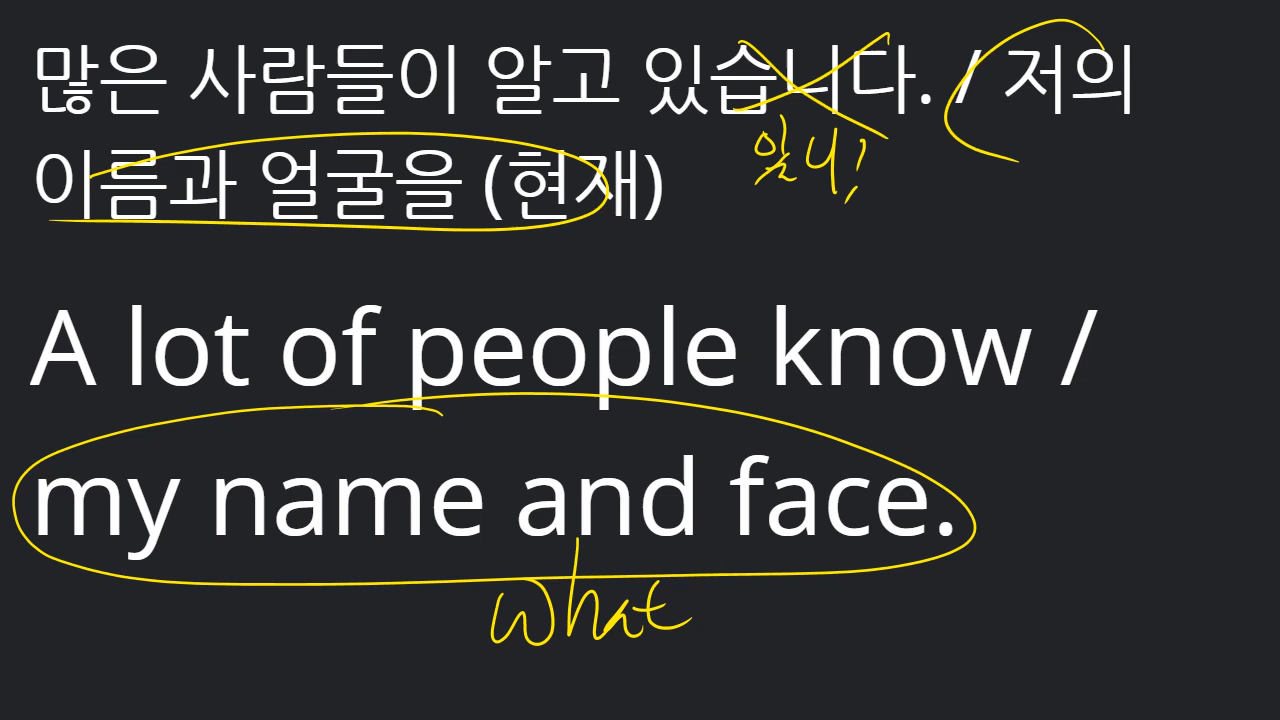 많은 사람들이 알고 있습니다. / 저의
이름과 얼굴을 (현재)
A lot of people know /
my name and face.
what